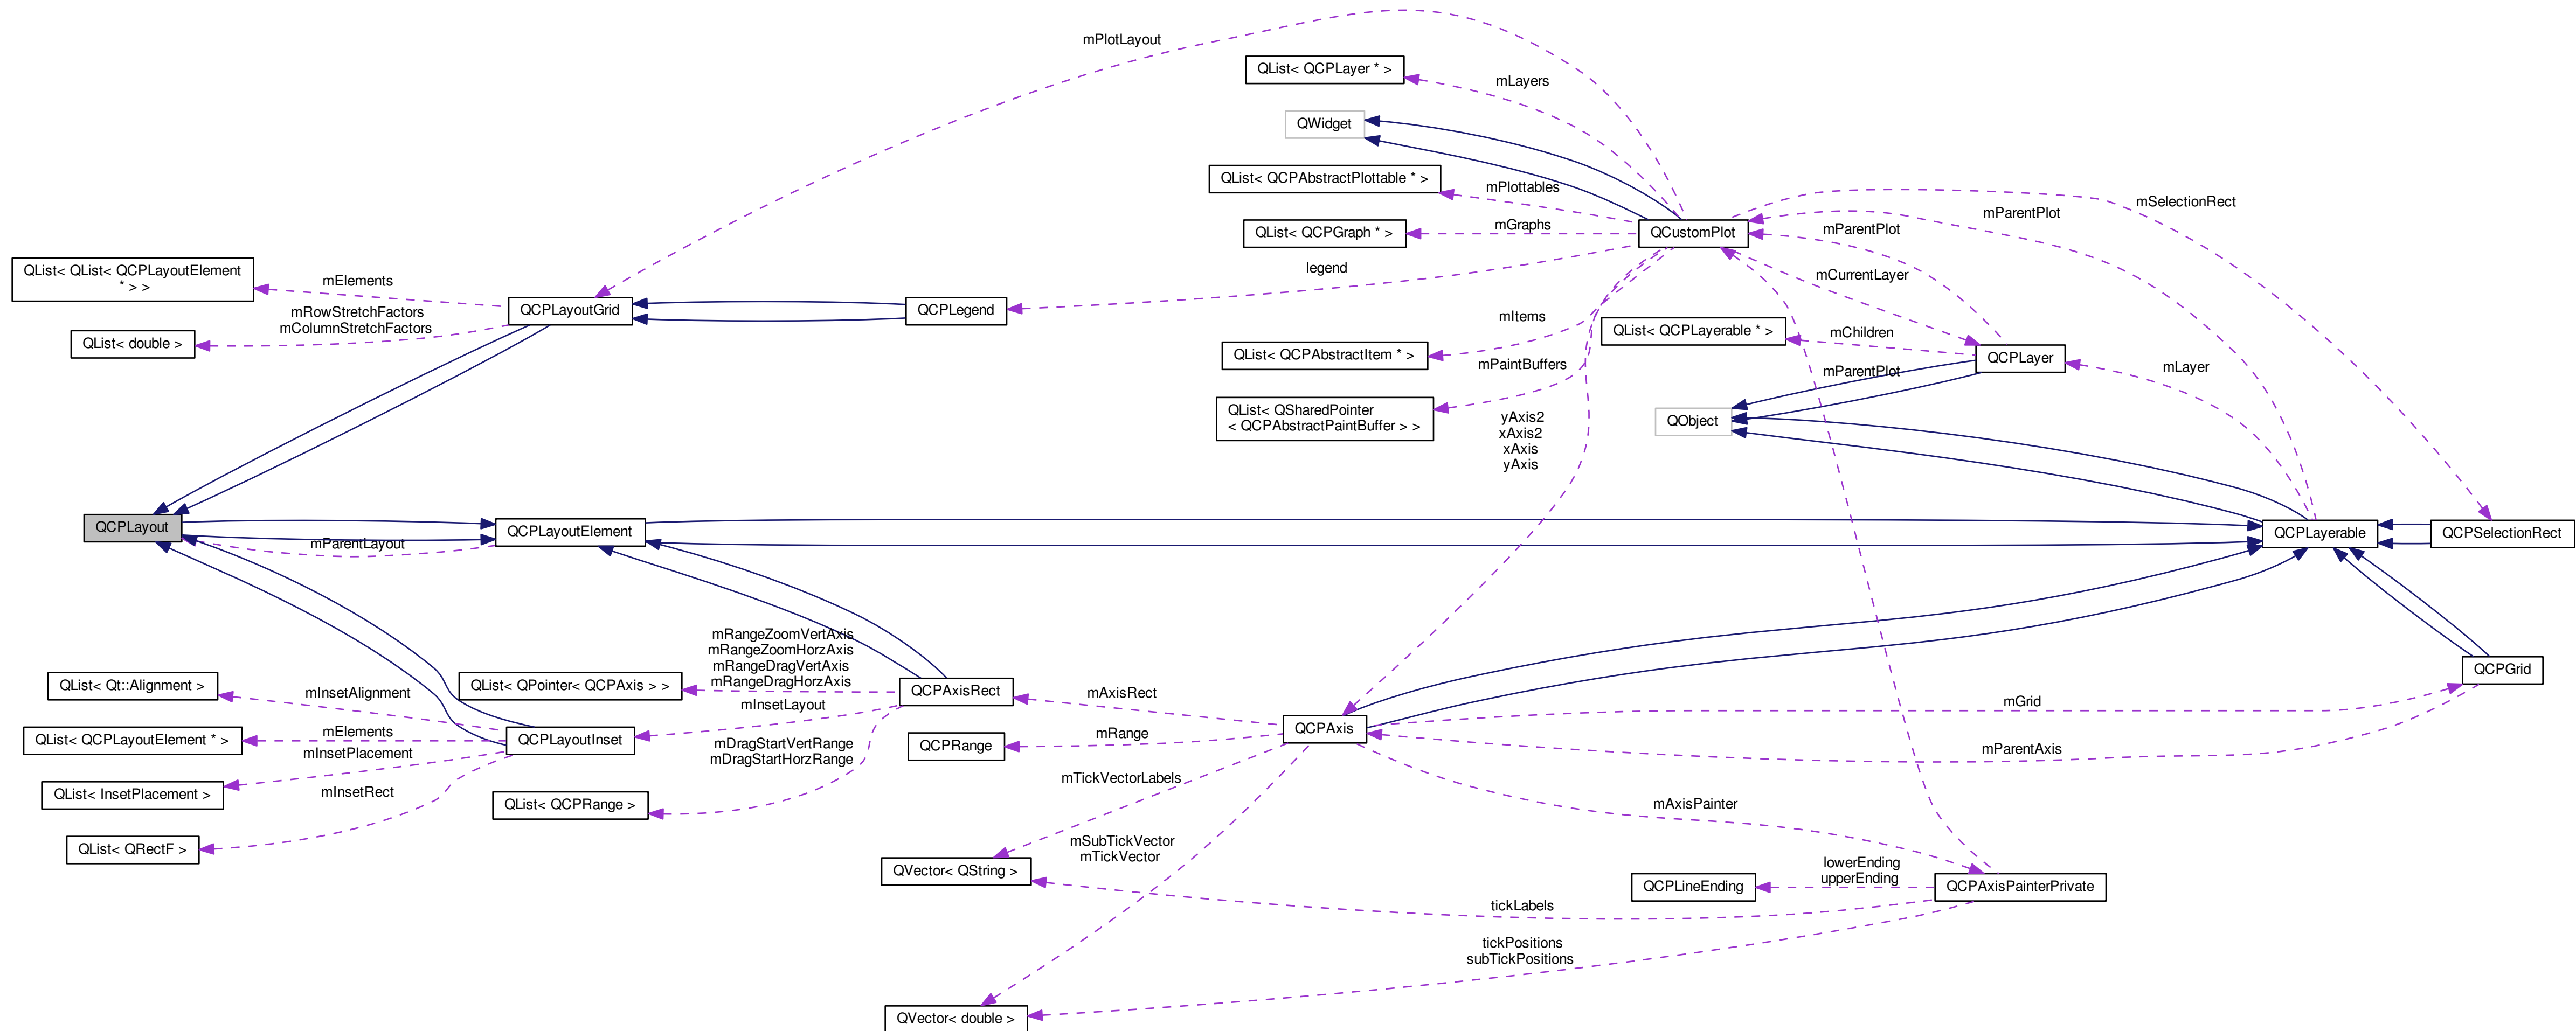 mPlotLayout
QList< QCPLayer * >
mLayers
QWidget
QList< QCPAbstractPlottable * >
mPlottables
mSelectionRect
mParentPlot
QList< QCPGraph * >
mGraphs
QCustomPlot
mParentPlot
QList< QList< QCPLayoutElement
* > >
mElements
legend
mCurrentLayer
mRowStretchFactors
mColumnStretchFactors
QCPLayoutGrid
QCPLegend
mItems
QList< QCPLayerable * >
mChildren
QList< double >
QList< QCPAbstractItem * >
QCPLayer
mPaintBuffers
mParentPlot
mLayer
QList< QSharedPointer
< QCPAbstractPaintBuffer > >
yAxis2
xAxis2
xAxis
yAxis
QObject
QCPLayout
mParentLayout
QCPLayoutElement
QCPLayerable
QCPSelectionRect
mRangeZoomVertAxis
mRangeZoomHorzAxis
mRangeDragVertAxis
mRangeDragHorzAxis
QList< Qt::Alignment >
mInsetAlignment
QList< QPointer< QCPAxis > >
QCPAxisRect
mAxisRect
mGrid
QCPGrid
mInsetLayout
QList< QCPLayoutElement * >
mElements
mInsetPlacement
QCPLayoutInset
mDragStartVertRange
mDragStartHorzRange
QCPRange
mRange
QCPAxis
mParentAxis
QList< InsetPlacement >
mInsetRect
QList< QCPRange >
mTickVectorLabels
mAxisPainter
QList< QRectF >
mSubTickVector
mTickVector
QVector< QString >
lowerEnding
upperEnding
QCPLineEnding
QCPAxisPainterPrivate
tickLabels
tickPositions
subTickPositions
QVector< double >